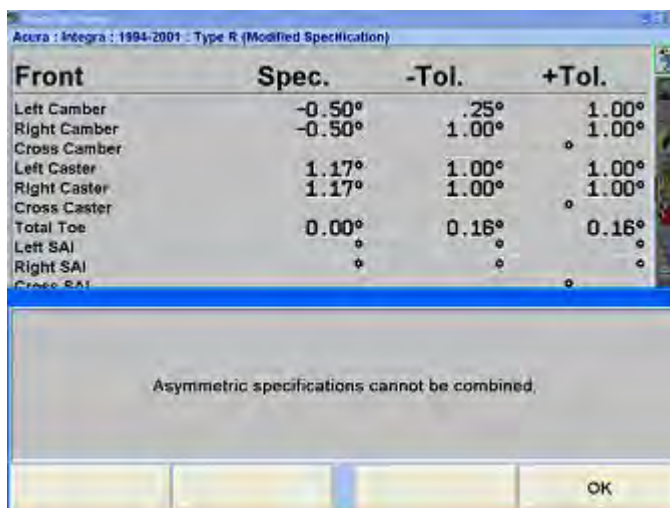 Acura : Integra : 1994-2001 : Type R (Modified Specification)
Front Spec. -Tol. +Tol.
Left Camber -0.50° .25° 1.00°
Right Camber -0.50° 1.00° 1.00°
Cross Camber °
Left Caster 1.17° 1.00° 1.00°
Right Caster 1.17° 1.00° 1.00°
Cross Caster °
Total Toe 0.00° 0.16° 0.16°
Left SAI ° ° °
Right SAI ° ° °
Cross SAI °
Asymmetric specifications cannot be combined.
OK